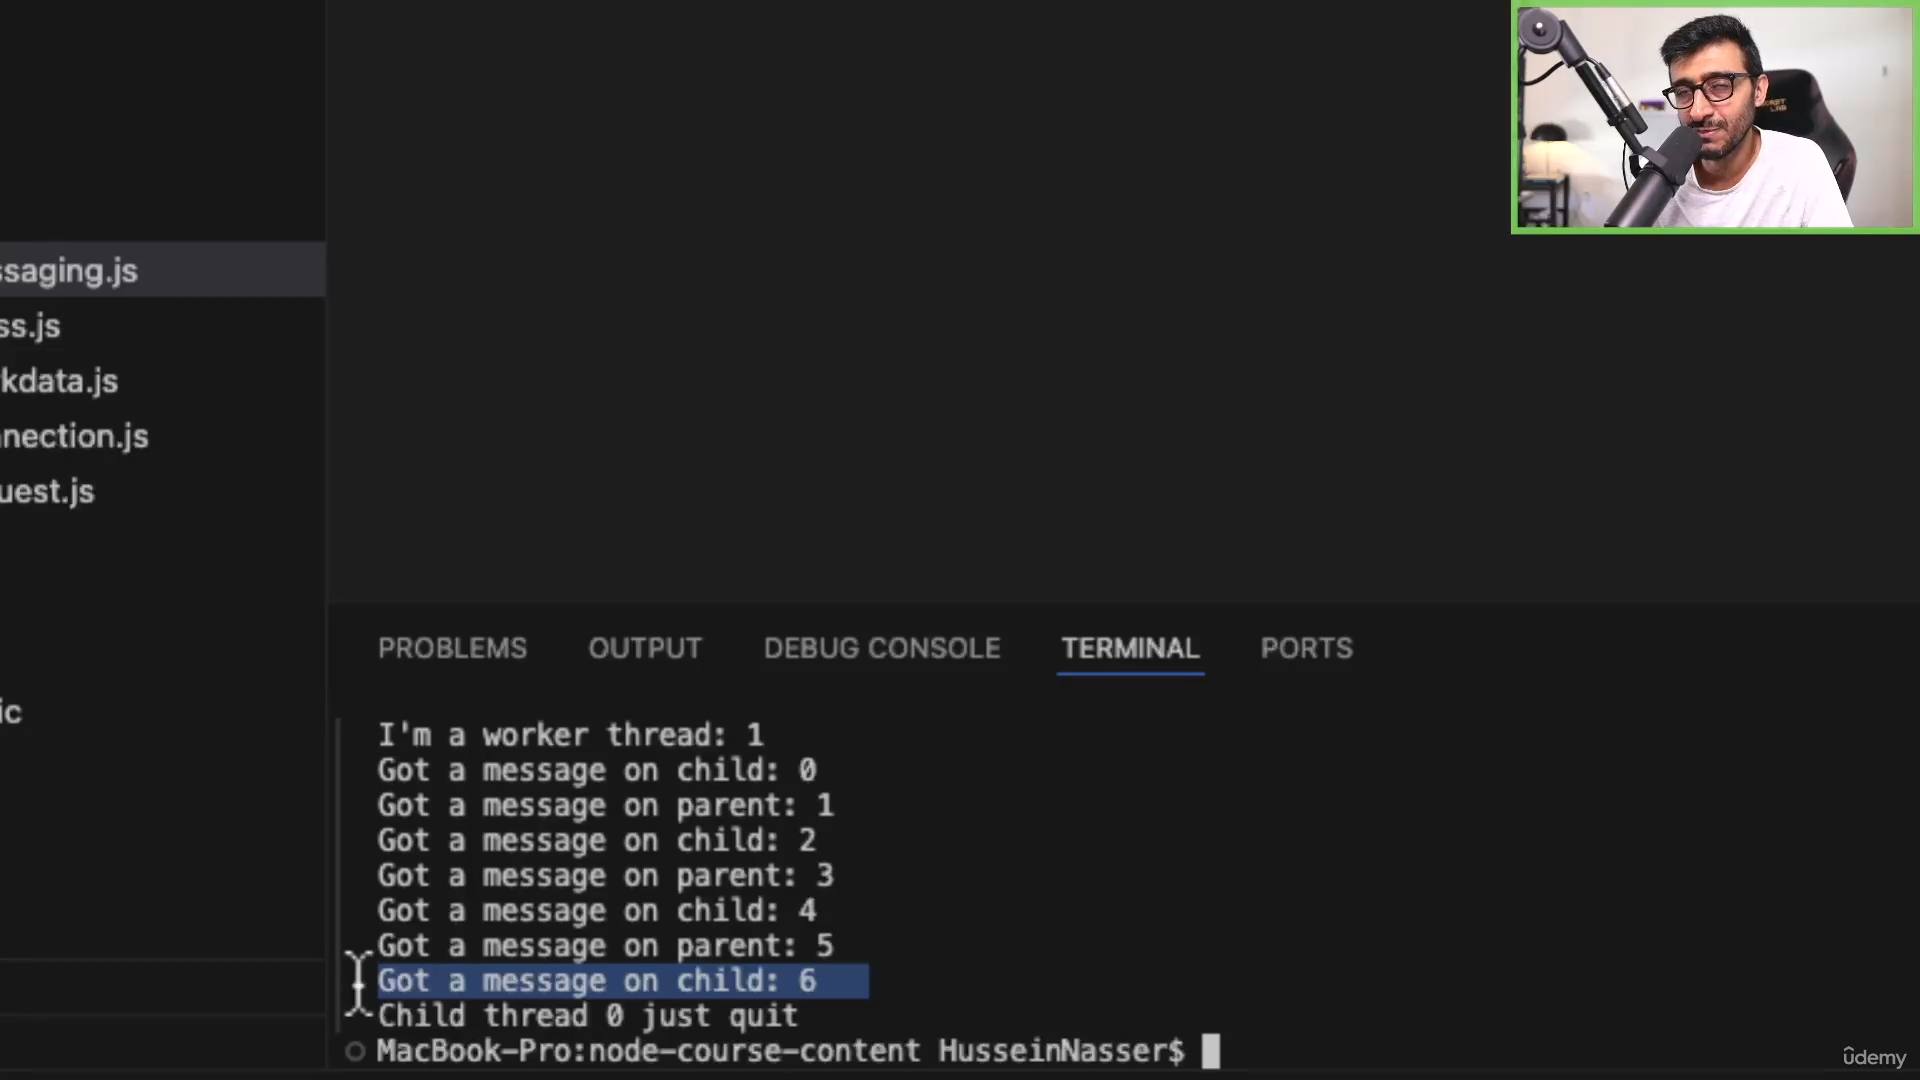 ssaging.js
ss.js
kdata.js
nnection.js
uest.js
ic
PROBLEMS OUTPUT DEBUG CONSOLE TERMINAL PORTS
I'm a worker thread: 1
Got a message on child: 0
Got a message on parent: 1
Got a message on child: 2
Got a message on parent: 3
Got a message on child: 4
Got a message on parent: 5
Got a message on child: 6
Child thread 0 just quit
MacBook-Pro:node-course-content HusseinNasser$
udemy